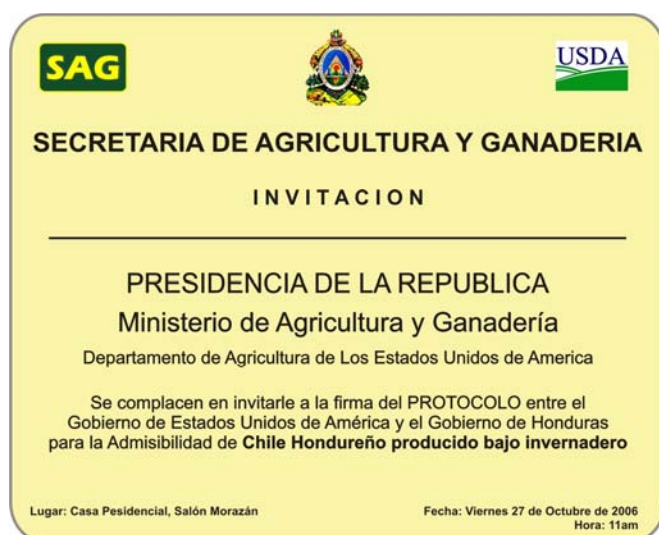 SAG
USDA
SECRETARIA DE AGRICULTURA Y GANADERIA
INVITACION
PRESIDENCIA DE LA REPUBLICA
Ministerio de Agricultura y Ganadería
Departamento de Agricultura de Los Estados Unidos de America
Se complacen en invitarle a la firma del PROTOCOLO entre el
Gobierno de Estados Unidos de América y el Gobierno de Honduras
para la Admisibilidad de Chile Hondureño producido bajo invernadero
Lugar: Casa Pesidencial, Salón Morazán
Fecha: Viernes 27 de Octubre de 2006
Hora: 11am